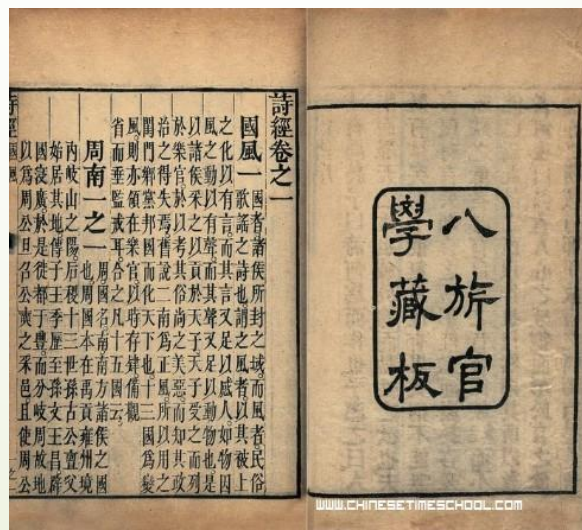 八旂官
學藏板
詩經卷之一
國風一 國者諸侯所封之域而風者民俗
歌謠之詩也謂之風者以其被上
之化以有言而其言又足以感人如物因
風之動以有聲而其聲又足以動物也是
以諸侯采之以貢於天子天子受之而列
於樂官於以考其俗尚之美惡而知其政
治之得失焉舊說二南爲正風所以用之
閨門鄉黨邦國而化天下也十三國爲變
風則亦領在樂官以時存肄備觀
省而垂監戒耳合之凡十五國云
周南一之一 周國名南南方諸侯之國
也周國本在禹貢雍州境
內岐山之陽后稷十三世孫古公亶父
始居其地傳子王季歷至孫文王昌辟
國寖廣於是徙都于豐而分岐周故地
以爲周公旦召公奭之采邑且使周
詩經 國風
WWW.CHINESETIMESCHOOL.COM